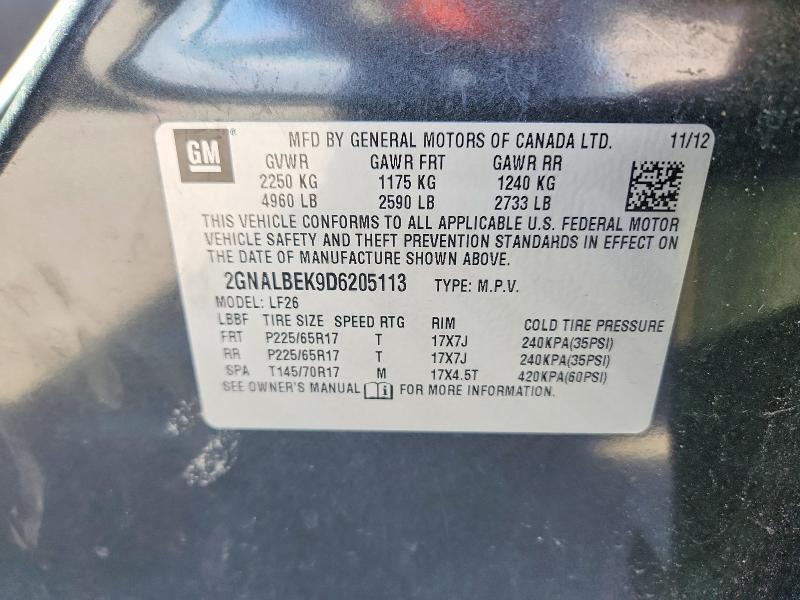 GM® MFD BY GENERAL MOTORS OF CANADA LTD. 11/12
GVWR GAWR FRT GAWR RR
2250 KG 1175 KG 1240 KG
4960 LB 2590 LB 2733 LB
THIS VEHICLE CONFORMS TO ALL APPLICABLE U.S. FEDERAL MOTOR
VEHICLE SAFETY AND THEFT PREVENTION STANDARDS IN EFFECT ON
THE DATE OF MANUFACTURE SHOWN ABOVE.
2GNALBEK9D6205113 TYPE: M.P.V.
MODEL: LF26
LBBF TIRE SIZE SPEED RTG RIM COLD TIRE PRESSURE
FRT P225/65R17 T 17X7J 240KPA(35PSI)
RR P225/65R17 T 17X7J 240KPA(35PSI)
SPA T145/70R17 M 17X4.5T 420KPA(60PSI)
SEE OWNER'S MANUAL i FOR MORE INFORMATION.